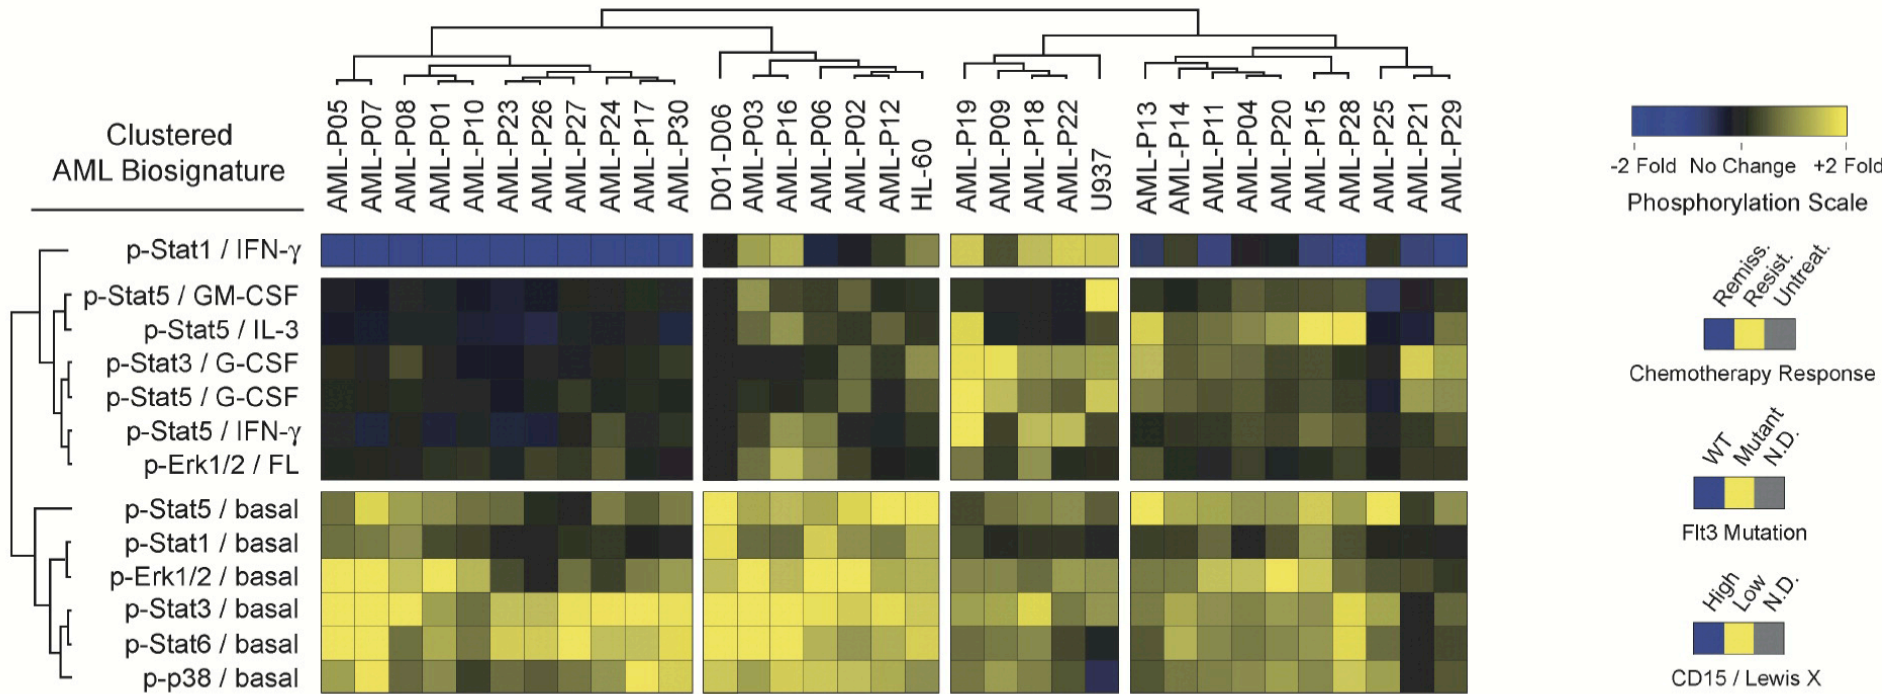 Clustered
AML Biosignature
AML-P05
AML-P07
AML-P08
AML-P01
AML-P10
AML-P23
AML-P26
AML-P27
AML-P24
AML-P17
AML-P30
D01-D06
AML-P03
AML-P16
AML-P06
AML-P02
AML-P12
HL-60
AML-P19
AML-P09
AML-P18
AML-P22
U937
AML-P13
AML-P14
AML-P11
AML-P04
AML-P20
AML-P15
AML-P28
AML-P25
AML-P21
AML-P29
p-Stat1 / IFN-γ
p-Stat5 / GM-CSF
p-Stat5 / IL-3
p-Stat3 / G-CSF
p-Stat5 / G-CSF
p-Stat5 / IFN-γ
p-Erk1/2 / FL
p-Stat5 / basal
p-Stat1 / basal
p-Erk1/2 / basal
p-Stat3 / basal
p-Stat6 / basal
p-p38 / basal
-2 Fold No Change +2 Fold
Phosphorylation Scale
Remiss.
Resist.
Untreat.
Chemotherapy Response
WT
Mutant
N.D.
Flt3 Mutation
High
Low
N.D.
CD15 / Lewis X